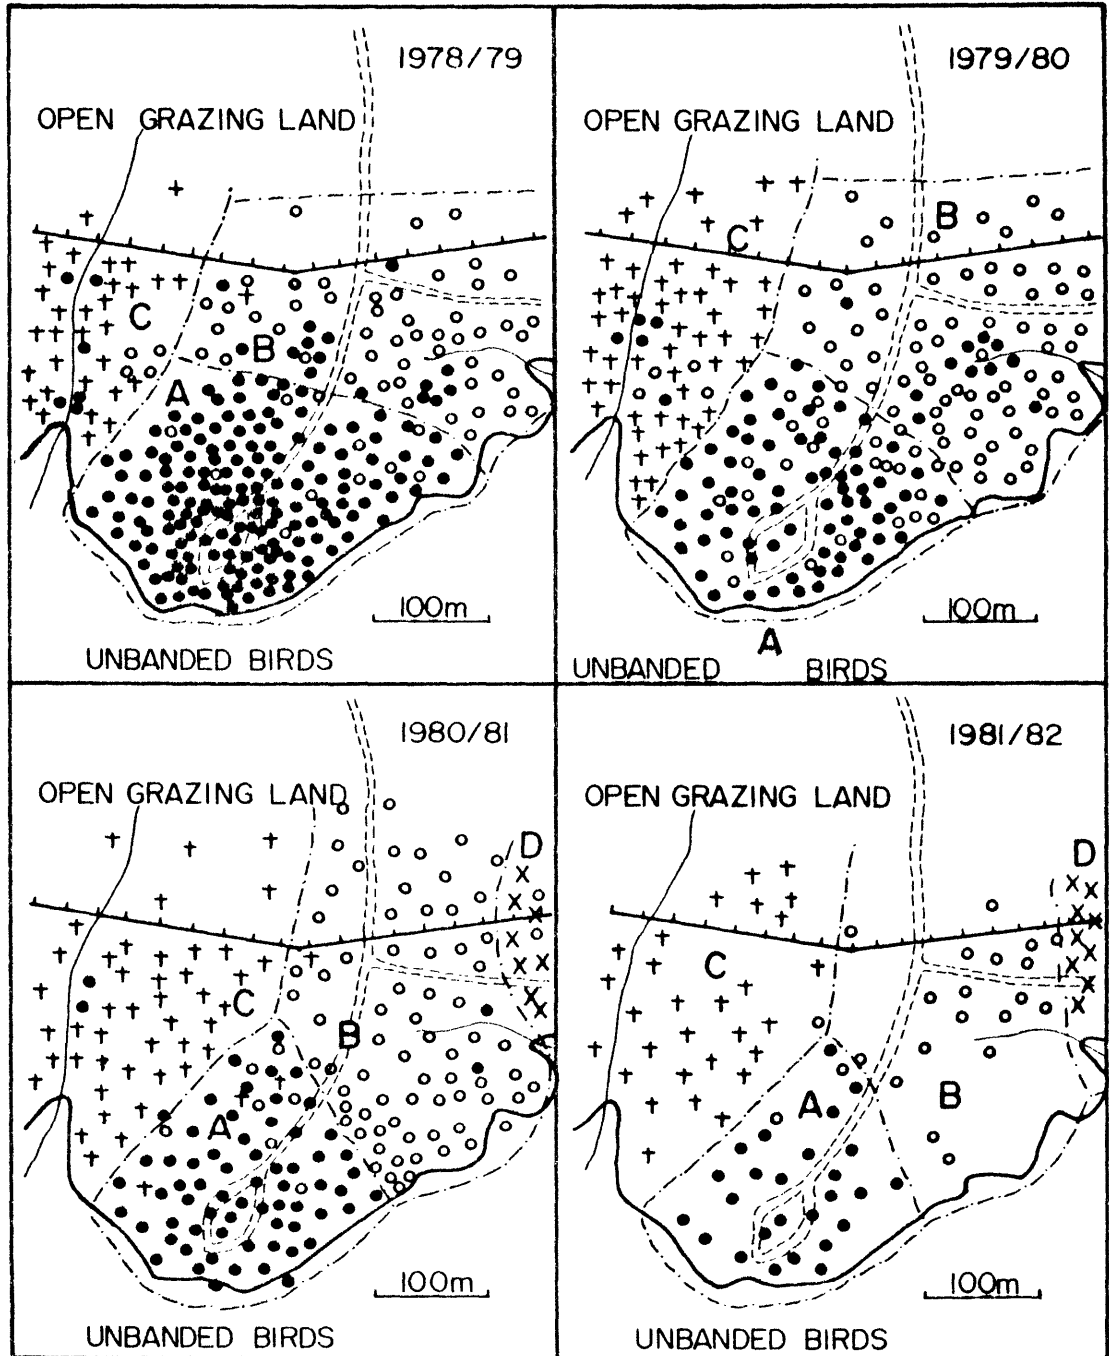 1978/79
OPEN GRAZING LAND
C
B
A
100m
UNBANDED BIRDS
1979/80
OPEN GRAZING LAND
B
C
100m
A
UNBANDED BIRDS
1980/81
OPEN GRAZING LAND
D
C
B
A
100m
UNBANDED BIRDS
1981/82
OPEN GRAZING LAND
D
C
B
A
100m
UNBANDED BIRDS